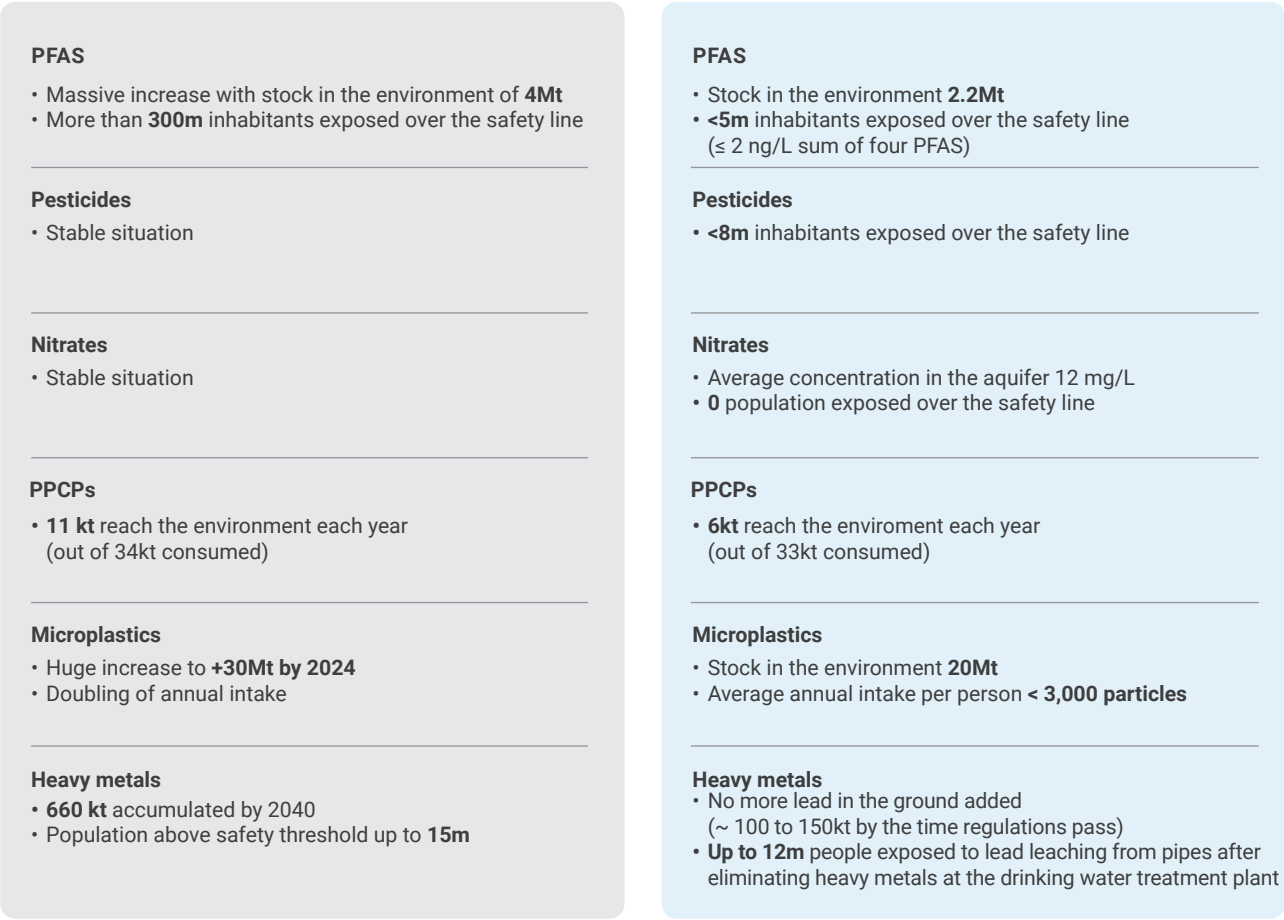 PFAS
• Massive increase with stock in the environment of 4Mt
• More than 300m inhabitants exposed over the safety line
Pesticides
• Stable situation
Nitrates
• Stable situation
PPCPs
• 11 kt reach the environment each year
(out of 34kt consumed)
Microplastics
• Huge increase to +30Mt by 2024
• Doubling of annual intake
Heavy metals
• 660 kt accumulated by 2040
• Population above safety threshold up to 15m
PFAS
• Stock in the environment 2.2Mt
• <5m inhabitants exposed over the safety line
(≤ 2 ng/L sum of four PFAS)
Pesticides
• <8m inhabitants exposed over the safety line
Nitrates
• Average concentration in the aquifer 12 mg/L
• 0 population exposed over the safety line
PPCPs
• 6kt reach the enviroment each year
(out of 33kt consumed)
Microplastics
• Stock in the environment 20Mt
• Average annual intake per person < 3,000 particles
Heavy metals
• No more lead in the ground added
(~ 100 to 150kt by the time regulations pass)
• Up to 12m people exposed to lead leaching from pipes after
eliminating heavy metals at the drinking water treatment plant